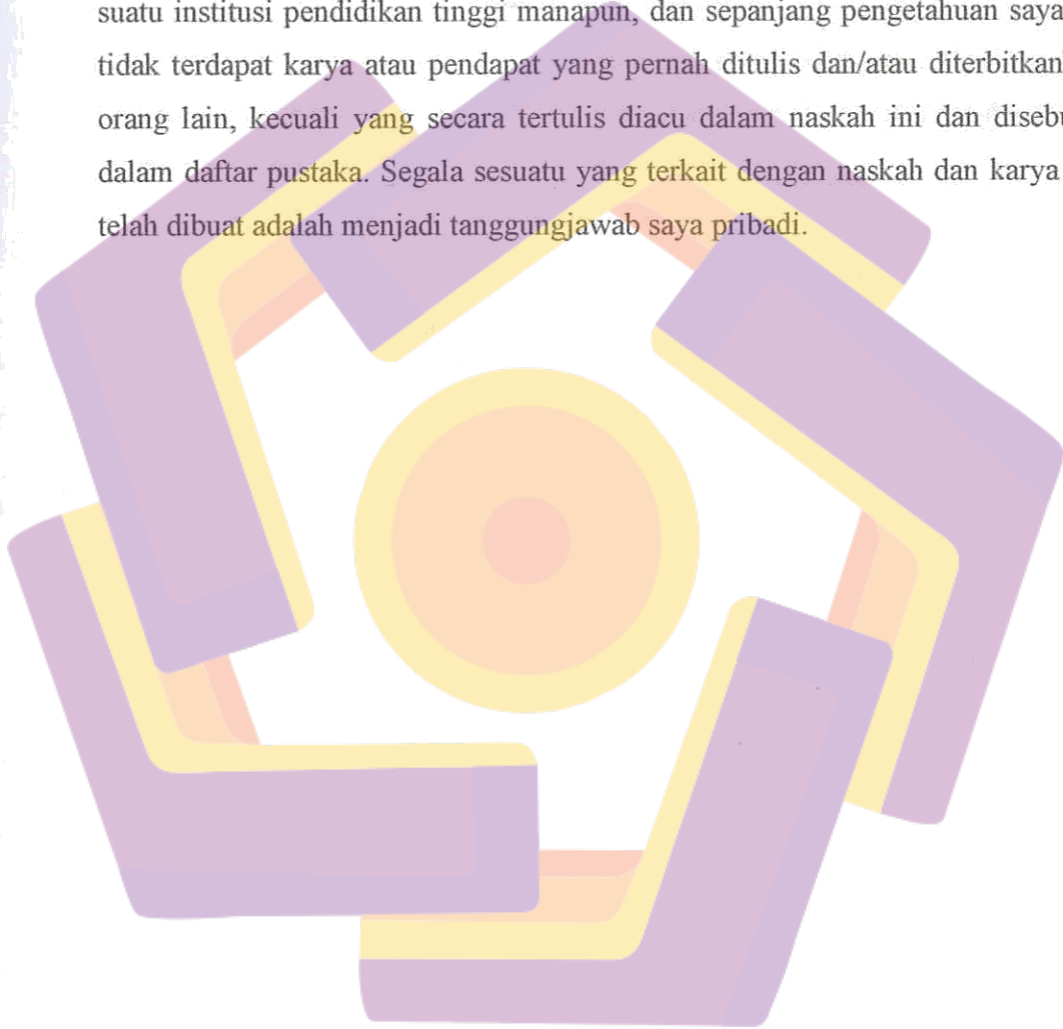 suatu institusi pendidikan tinggi manapun, dan sepanjang pengetahuan saya
tidak terdapat karya atau pendapat yang pernah ditulis dan/atau diterbitkan
orang lain, kecuali yang secara tertulis diacu dalam naskah ini dan
dalam daftar pustaka. Segala sesuatu yang terkait dengan naskah dan karya
telah dibuat adalah menjadi tanggungjawab saya pribadi.